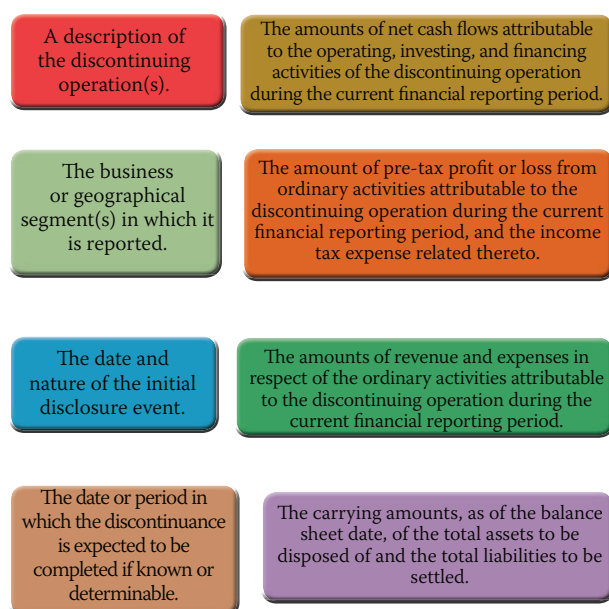 A description of
the discontinuing
operation(s).
The amounts of net cash flows attributable
to the operating, investing, and financing
activities of the discontinuing operation
during the current financial reporting period.
The business
or geographical
segment(s) in which it
is reported.
The amount of pre-tax profit or loss from
ordinary activities attributable to the
discontinuing operation during the current
financial reporting period, and the income
tax expense related thereto.
The date and
nature of the initial
disclosure event.
The amounts of revenue and expenses in
respect of the ordinary activities attributable
to the discontinuing operation during the
current financial reporting period.
The date or period in
which the discontinuance
is expected to be
completed if known or
determinable.
The carrying amounts, as of the balance
sheet date, of the total assets to be
disposed of and the total liabilities to be
settled.